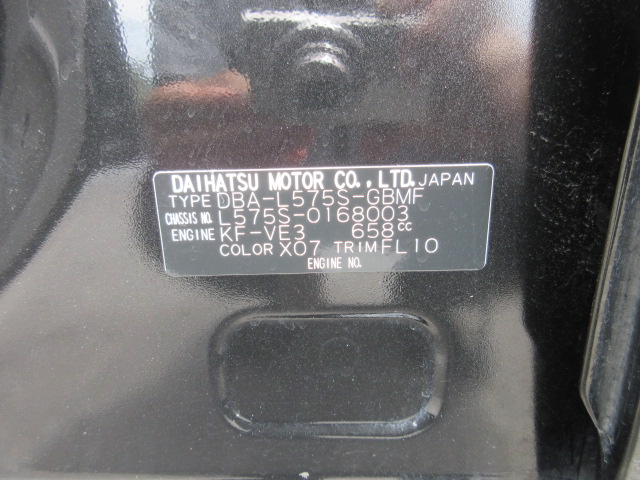 DAIHATSU MOTOR CO.,LTD. JAPAN
TYPE DBA-L575S-GBMF
CHASSIS NO. L575S-0168003
ENGINE KF-VE3 658cc
COLOR X07 TRIM FL10
ENGINE NO.